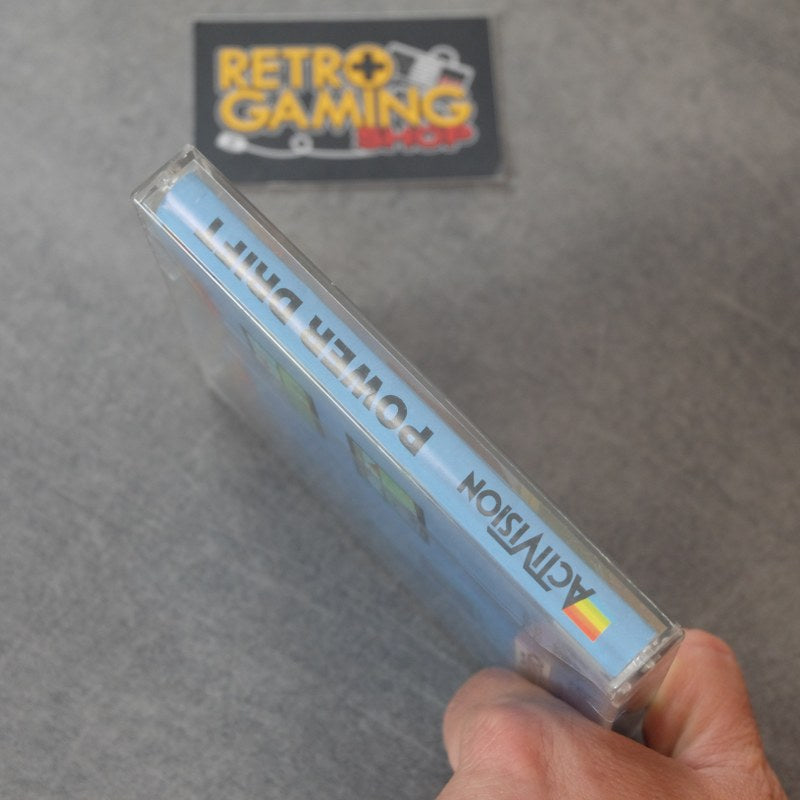 RETRO
GAMING
SHOP
POWER DRIFT
ACTIVISION